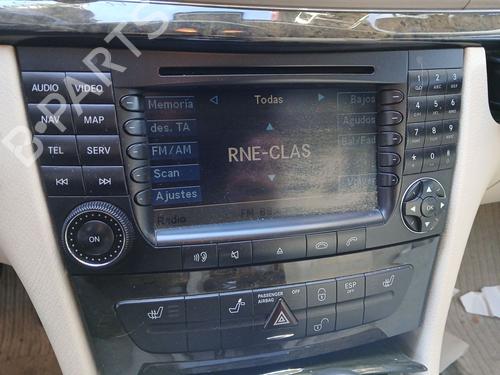 AUDIO VIDEO
NAV MAP
TEL SERV
ON
Memoria Todas Bajos
des. TA Agudos
FM/AM RNE-CLAS Bal/Fad
Scan Volver
Ajustes
Radio FM
1 2 3
4 5 6
7 8 9
* 0 #
OK
PASSENGER AIRBAG OFF
ESP OFF
B-PARTS